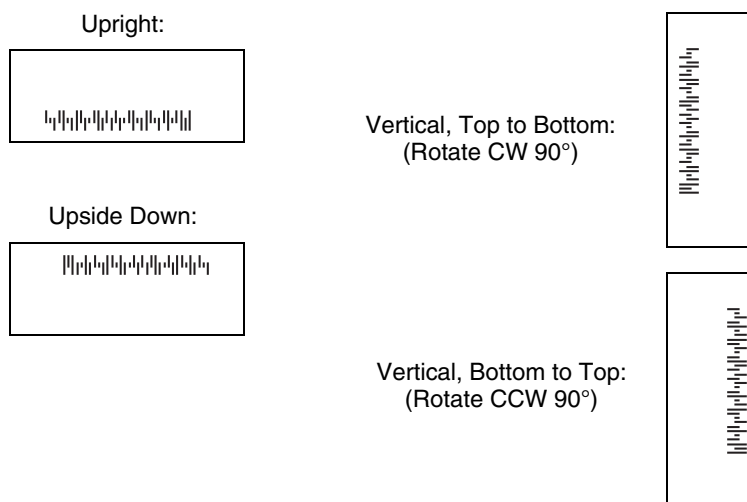 Upright:
Vertical, Top to Bottom:
(Rotate CW 90°)
Upside Down:
Vertical, Bottom to Top:
(Rotate CCW 90°)